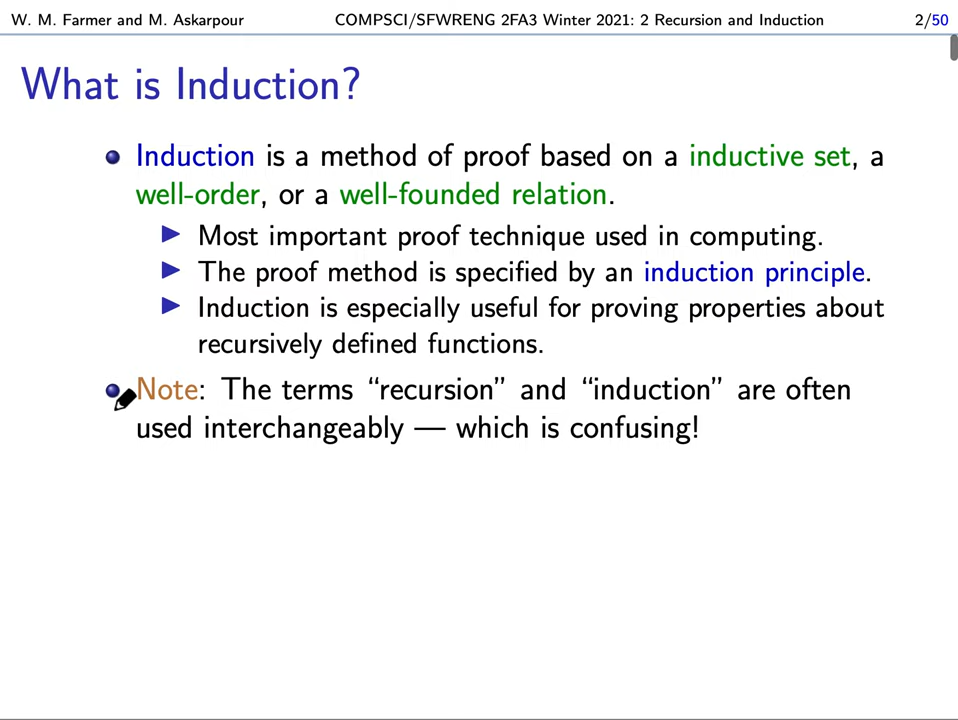 W. M. Farmer and M. Askarpour COMPSCI/SFWRENG 2FA3 Winter 2021: 2 Recursion and Induction 2/50
What is Induction?
Induction is a method of proof based on a inductive set, a
well-order, or a well-founded relation.
Most important proof technique used in computing.
The proof method is specified by an induction principle.
Induction is especially useful for proving properties about
recursively defined functions.
Note: The terms “recursion” and “induction” are often
used interchangeably — which is confusing!